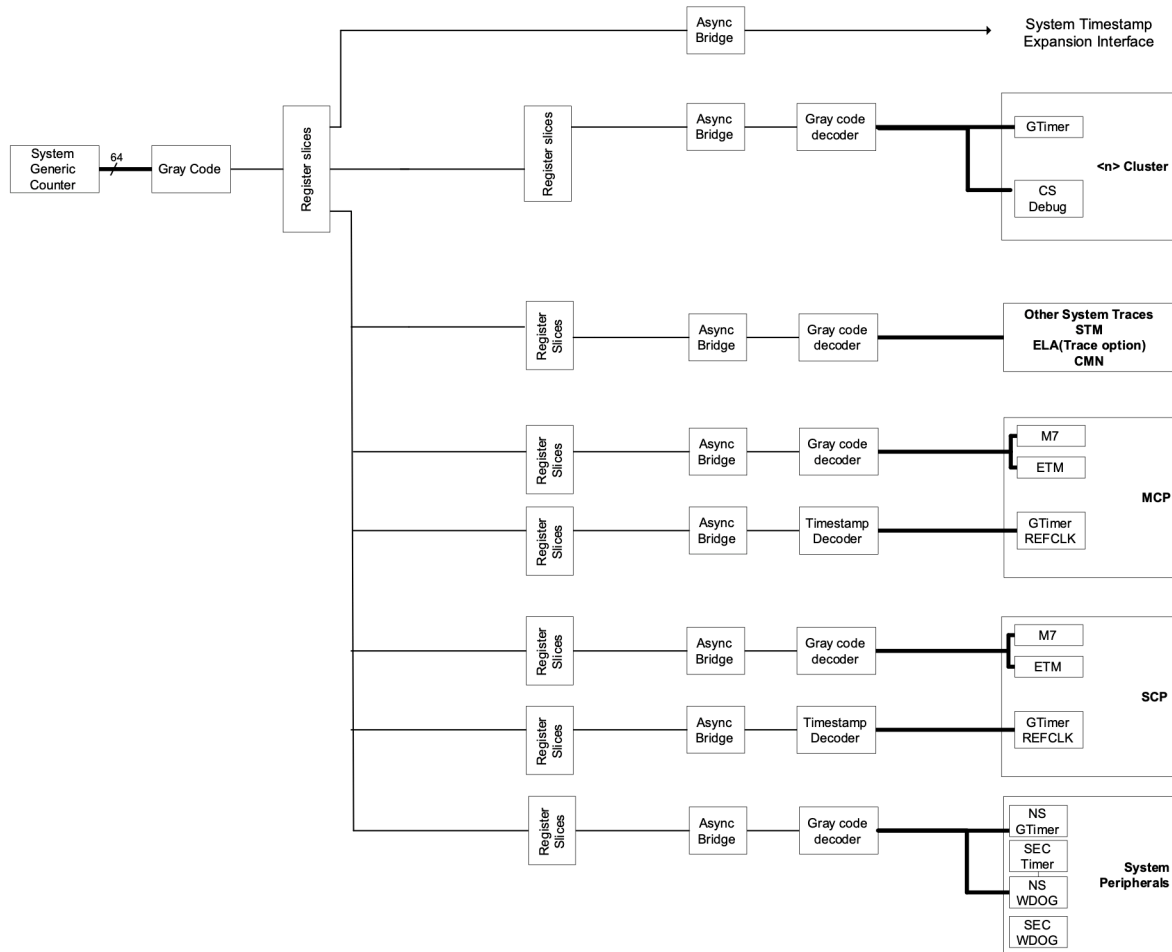 Async
Bridge
System Timestamp
Expansion Interface
System
Generic
Counter
64
Gray Code
Register slices
Register slices
Async
Bridge
Gray code
decoder
GTimer
<n> Cluster
CS
Debug
Register
Slices
Async
Bridge
Gray code
decoder
Other System Traces
STM
ELA(Trace option)
CMN
Register
Slices
Async
Bridge
Gray code
decoder
M7
ETM
MCP
Register
Slices
Async
Bridge
Timestamp
Decoder
GTimer
REFCLK
Register
Slices
Async
Bridge
Gray code
decoder
M7
ETM
SCP
Register
Slices
Async
Bridge
Timestamp
Decoder
GTimer
REFCLK
Register
Slices
Async
Bridge
Gray code
decoder
NS
GTimer
SEC
Timer
NS
WDOG
SEC
WDOG
System
Peripherals